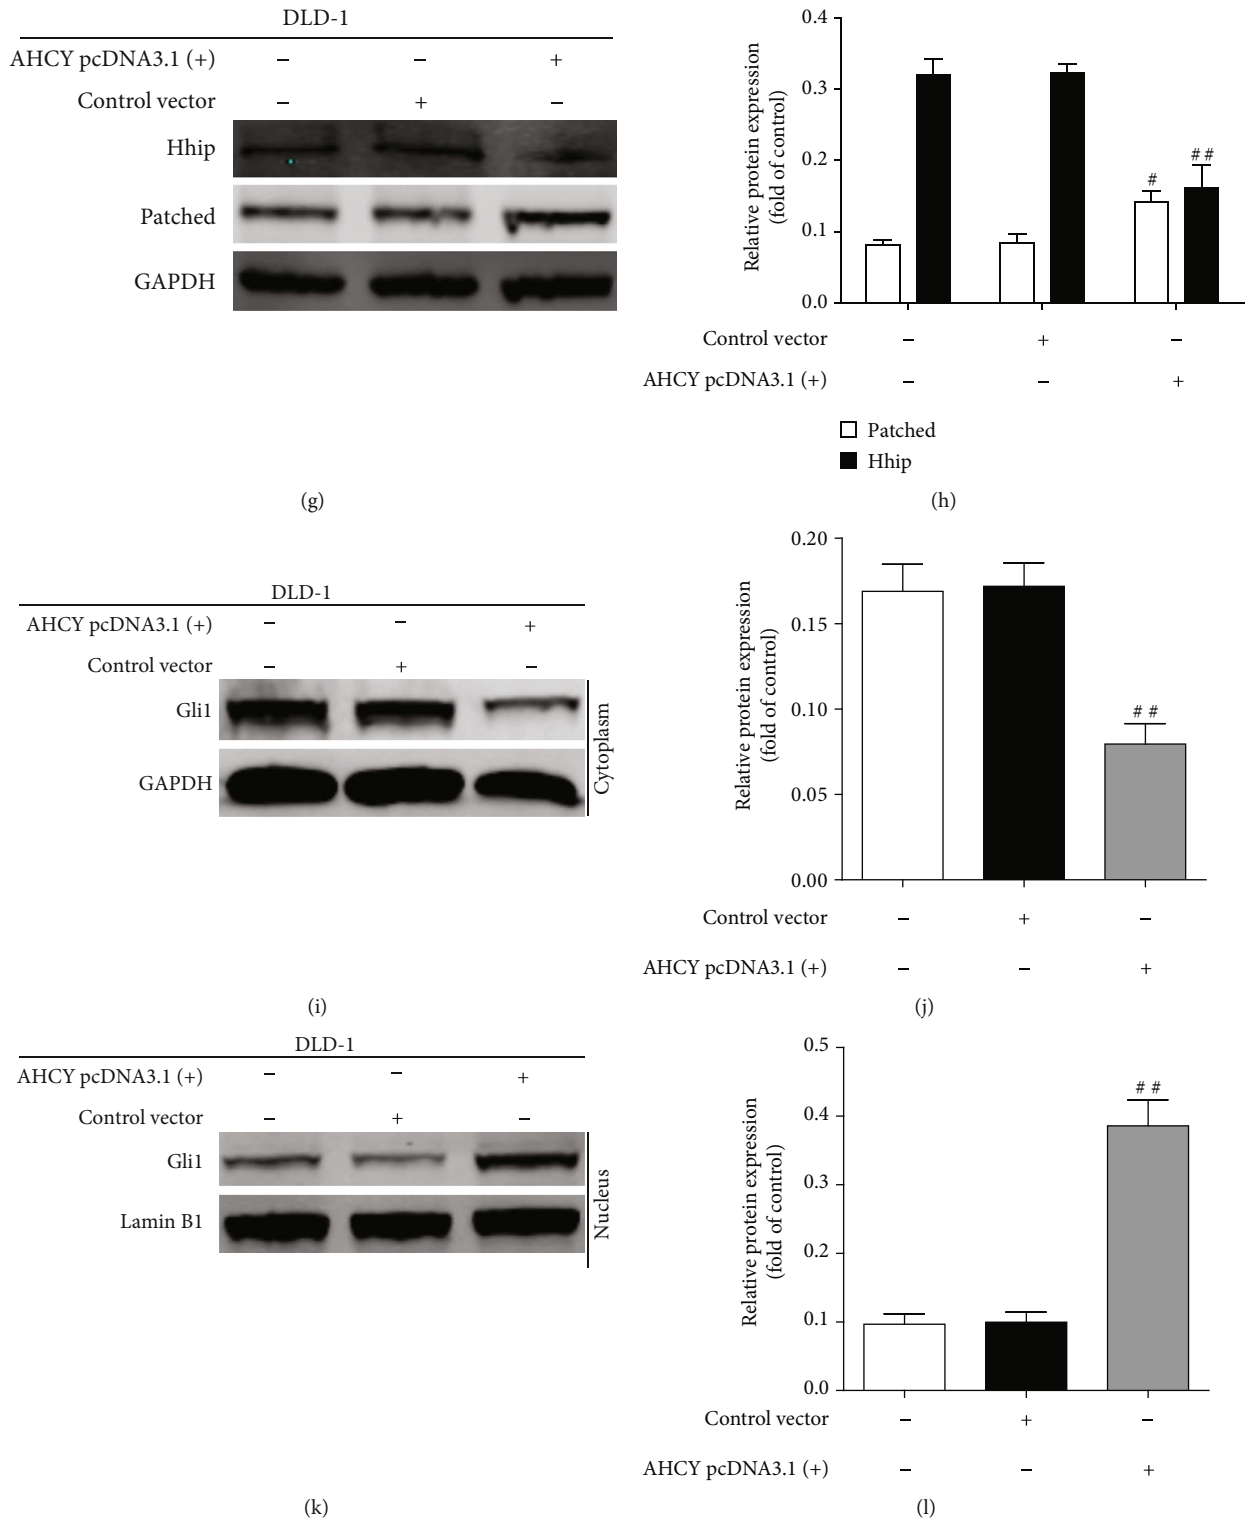 DLD-1
AHCY pcDNA3.1 (+) – – +
Control vector – + –
Hhip
Patched
GAPDH
(g)
0.4
0.3
0.2
0.1
0.0
Relative protein expression
(fold of control)
#
##
Control vector – + –
AHCY pcDNA3.1 (+) – – +
Patched
Hhip
(h)
DLD-1
AHCY pcDNA3.1 (+) – – +
Control vector – + –
Gli1
GAPDH
Cytoplasm
(i)
0.20
0.15
0.10
0.05
0.00
Relative protein expression
(fold of control)
##
Control vector – + –
AHCY pcDNA3.1 (+) – – +
(j)
DLD-1
AHCY pcDNA3.1 (+) – – +
Control vector – + –
Gli1
Lamin B1
Nucleus
(k)
0.5
0.4
0.3
0.2
0.1
0.0
Relative protein expression
(fold of control)
##
Control vector – + –
AHCY pcDNA3.1 (+) – – +
(l)